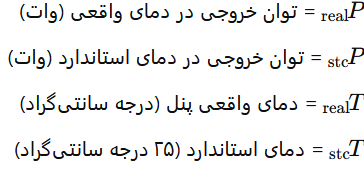 P_real = توان خروجی در دمای واقعی (وات)
P_stc = توان خروجی در دمای استاندارد (وات)
T_real = دمای واقعی پنل (درجه سانتی‌گراد)
T_stc = دمای استاندارد (۲۵ درجه سانتی‌گراد)